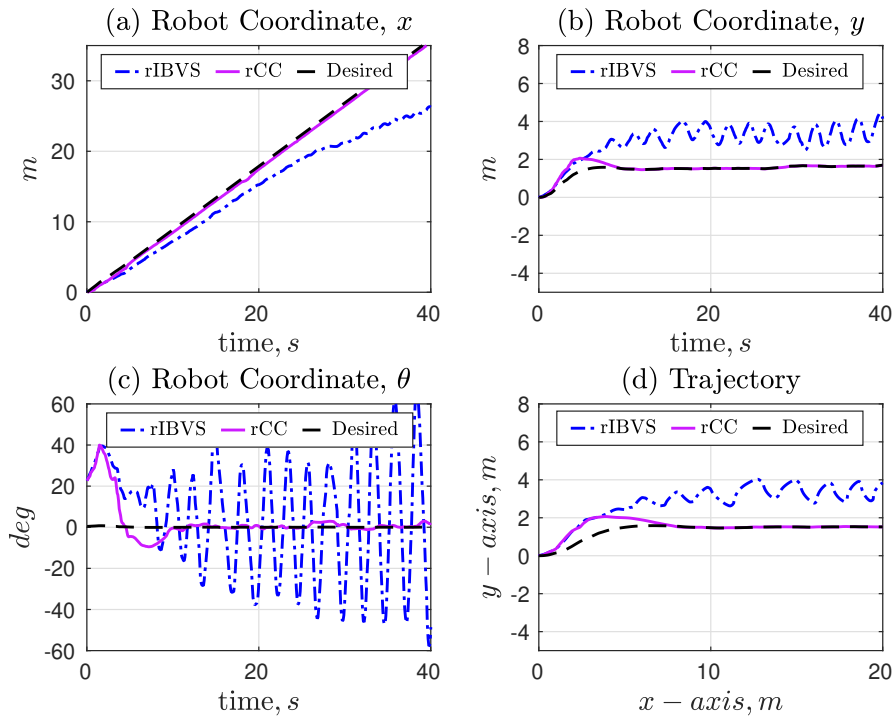 (a) Robot Coordinate, x
30
20
10
0
m
rIBVS rCC Desired
0 20 40
time, s
(b) Robot Coordinate, y
8
6
4
2
0
-2
-4
m
rIBVS rCC Desired
0 10 20 30 40
time, s
(c) Robot Coordinate, θ
60
40
20
0
-20
-40
-60
deg
rIBVS rCC Desired
0 20 40
time, s
(d) Trajectory
8
6
4
2
0
-2
-4
y − axis, m
rIBVS rCC Desired
0 10 20
x − axis, m